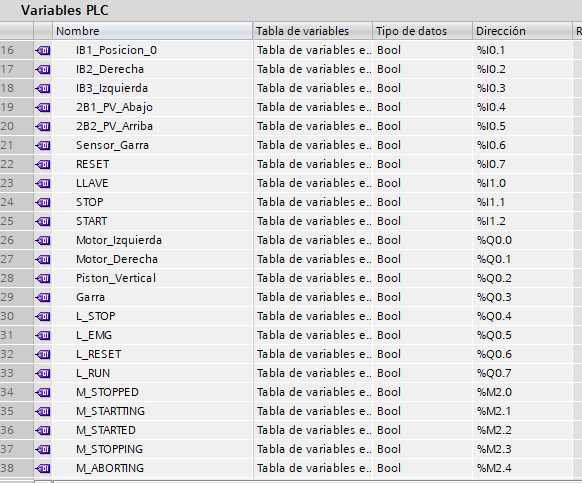 Variables PLC
Nombre Tabla de variables Tipo de datos Dirección R
16 IB1_Posicion_0 Tabla de variables e.. Bool %I0.1
17 IB2_Derecha Tabla de variables e.. Bool %I0.2
18 IB3_Izquierda Tabla de variables e.. Bool %I0.3
19 2B1_PV_Abajo Tabla de variables e.. Bool %I0.4
20 2B2_PV_Arriba Tabla de variables e.. Bool %I0.5
21 Sensor_Garra Tabla de variables e.. Bool %I0.6
22 RESET Tabla de variables e.. Bool %I0.7
23 LLAVE Tabla de variables e.. Bool %I1.0
24 STOP Tabla de variables e.. Bool %I1.1
25 START Tabla de variables e.. Bool %I1.2
26 Motor_Izquierda Tabla de variables e.. Bool %Q0.0
27 Motor_Derecha Tabla de variables e.. Bool %Q0.1
28 Piston_Vertical Tabla de variables e.. Bool %Q0.2
29 Garra Tabla de variables e.. Bool %Q0.3
30 L_STOP Tabla de variables e.. Bool %Q0.4
31 L_EMG Tabla de variables e.. Bool %Q0.5
32 L_RESET Tabla de variables e.. Bool %Q0.6
33 L_RUN Tabla de variables e.. Bool %Q0.7
34 M_STOPPED Tabla de variables e.. Bool %M2.0
35 M_STARTTING Tabla de variables e.. Bool %M2.1
36 M_STARTED Tabla de variables e.. Bool %M2.2
37 M_STOPPING Tabla de variables e.. Bool %M2.3
38 M_ABORTING Tabla de variables e.. Bool %M2.4